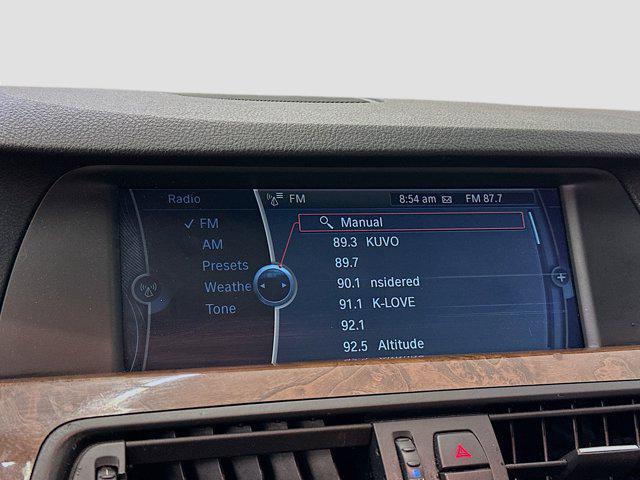 Radio
FM
8:54 am
FM 87.7
FM
AM
Presets
Weathe
Tone
Manual
89.3 KUVO
89.7
90.1 nsidered
91.1 K-LOVE
92.1
92.5 Altitude